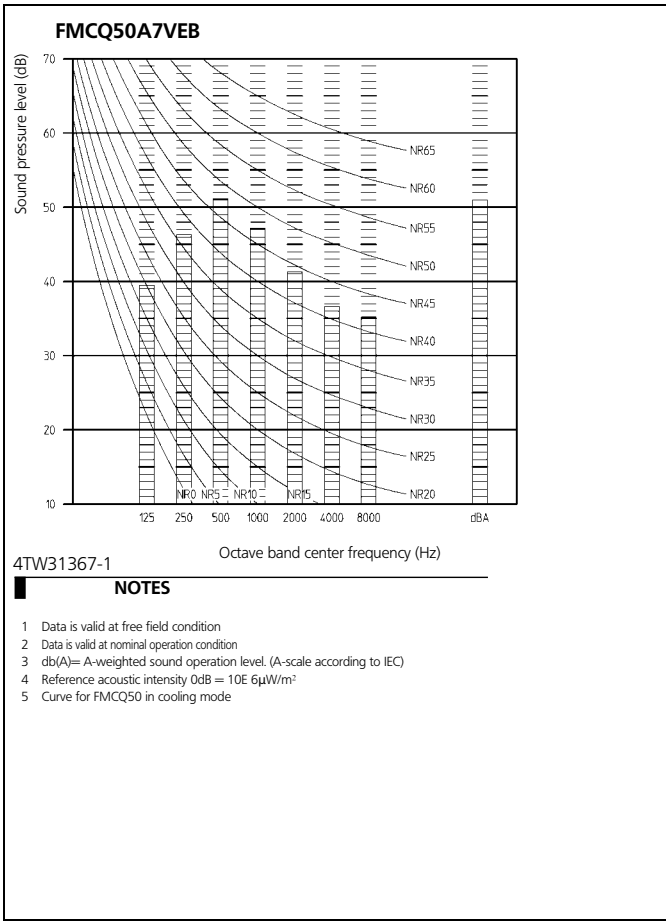 FMCQ50A7VEB
Sound pressure level (dB)
70
60
50
40
30
20
10
NR65
NR60
NR55
NR50
NR45
NR40
NR35
NR30
NR25
NR20
NR0 NR5 NR10 NR15
125 250 500 1000 2000 4000 8000 dBA
Octave band center frequency (Hz)
4TW31367-1
NOTES
1 Data is valid at free field condition
2 Data is valid at nominal operation condition
3 db(A)= A-weighted sound operation level. (A-scale according to IEC)
4 Reference acoustic intensity 0dB = 10E 6μW/m²
5 Curve for FMCQ50 in cooling mode